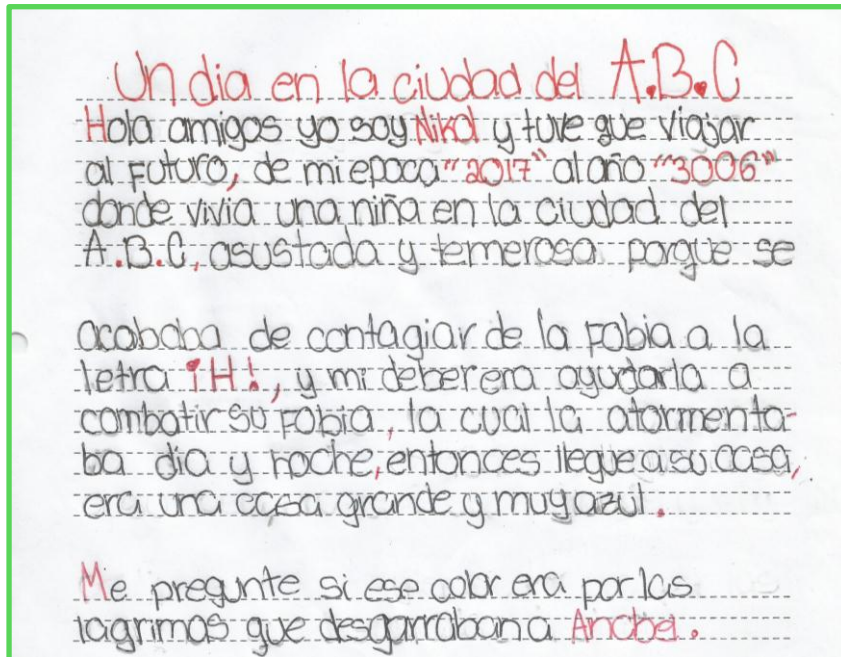 Un dia en la ciudad del A.B.C
Hola amigos yo soy Nikol y tuve que viajar
al futuro, de mi epoca "2017" al año "3006"
donde vivia una niña en la ciudad del
A.B.C, asustada y temerosa porque se
acababa de contagiar de la fobia a la
letra ¡H!, y mi deber era ayudarla a
combatir su fobia, la cual la atormenta-
ba dia y noche, entonces llegue a su casa,
era una casa grande y muy azul.
Me pregunte si ese color era por las
lagrimas que desgarraban a Anabel.